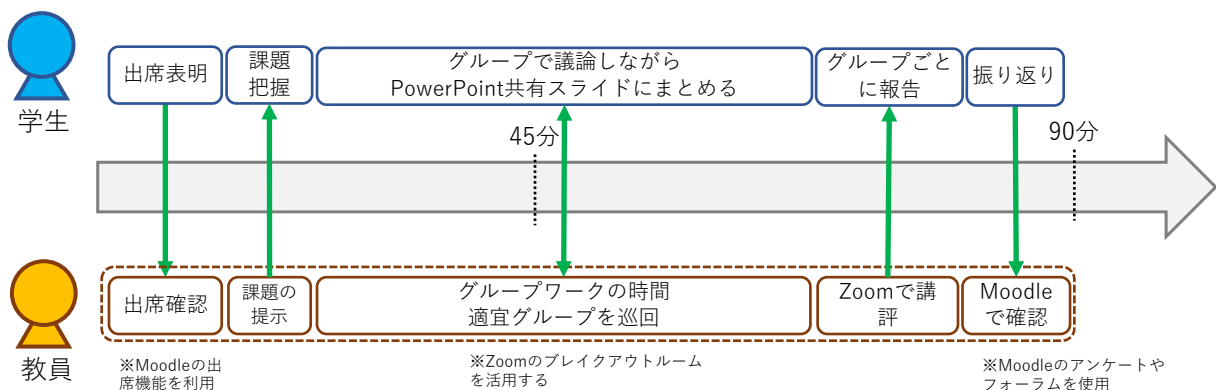 学生
出席表明
課題
把握
グループで議論しながら
PowerPoint共有スライドにまとめる
グループごと
に報告
振り返り
45分
90分
教員
出席確認
課題の
提示
グループワークの時間
適宜グループを巡回
Zoomで講
評
Moodle
で確認
※Moodleの出
席機能を利用
※Zoomのブレイクアウトルーム
を活用する
※Moodleのアンケートや
フォーラムを使用